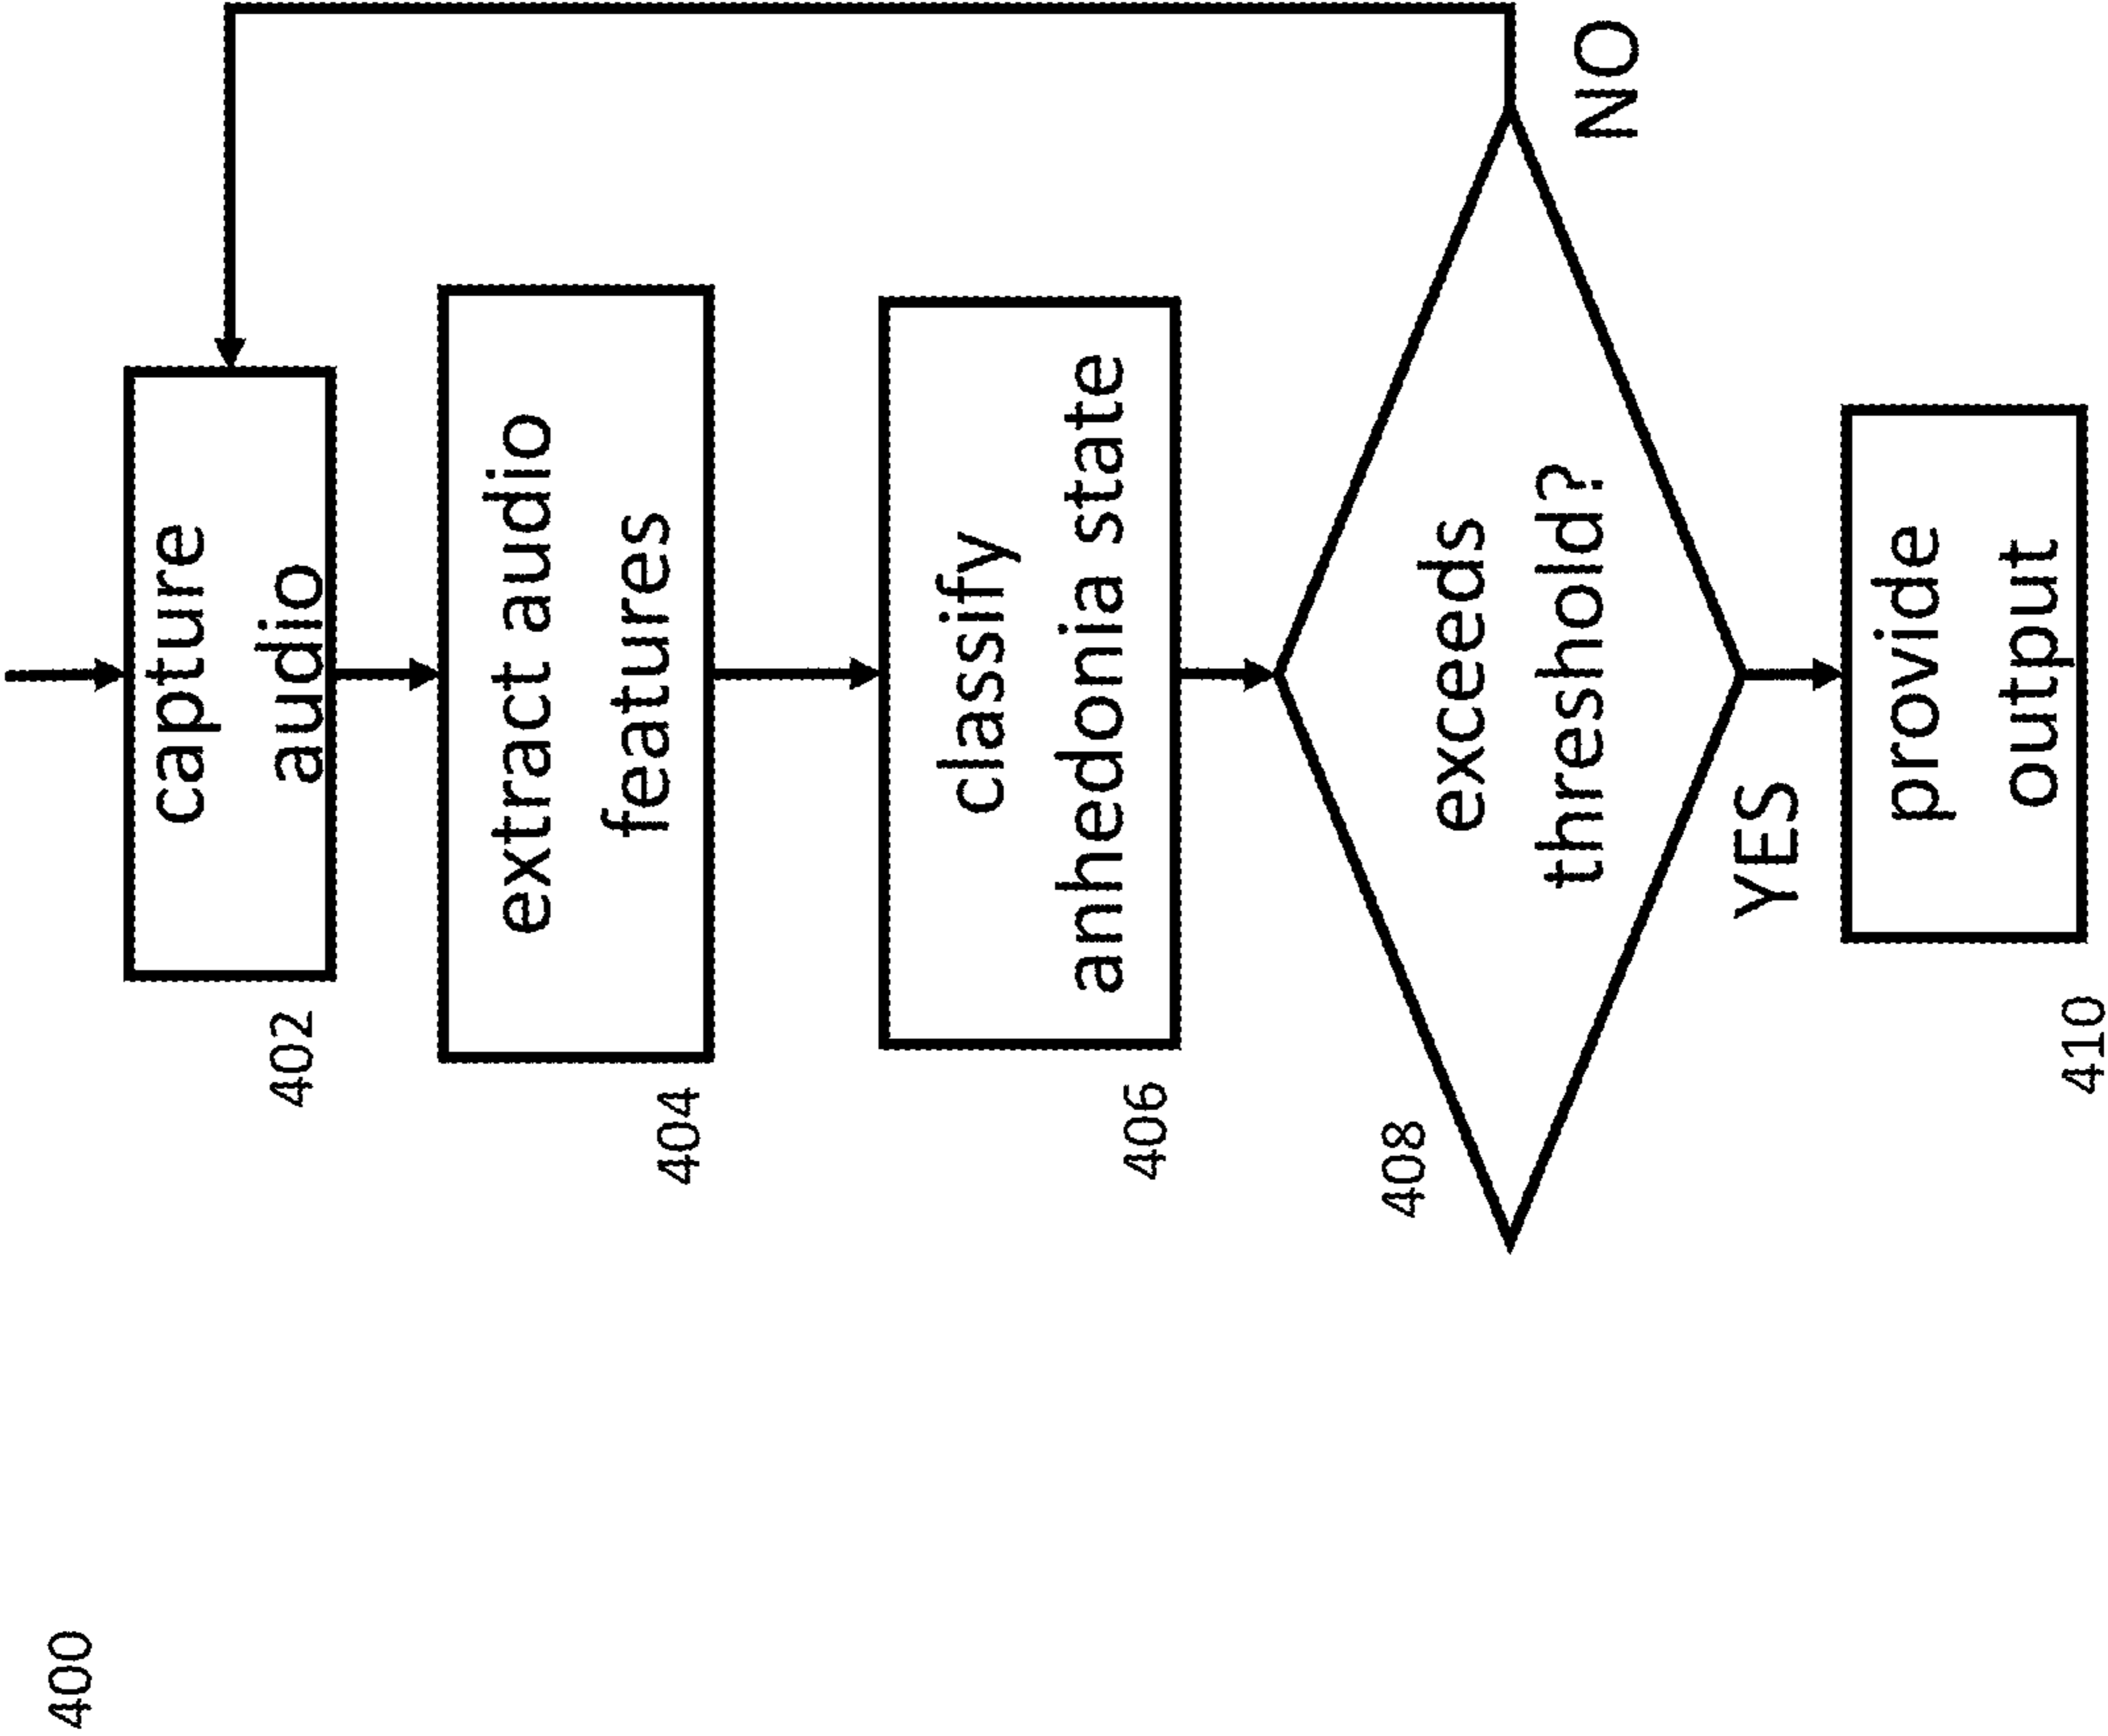 400
capture
audio
402
extract audio
features
404
classify
anhedonia state
406
408
exceeds
threshold?
NO
YES
provide
output
410